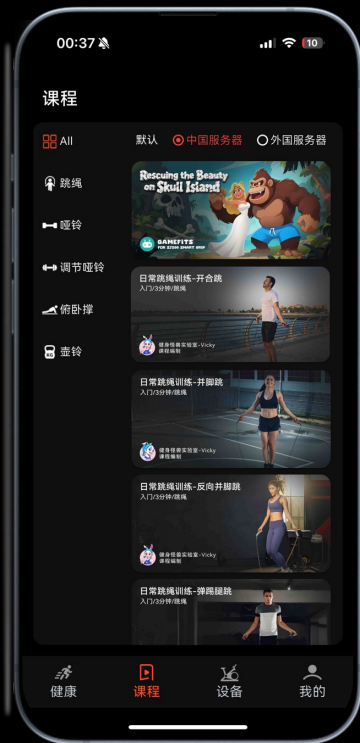 00:37
10
课程
All
默认 中国服务器 外国服务器
跳绳
哑铃
调节哑铃
俯卧撑
壶铃
KG
Rescuing the Beauty
on Skull Island
GAMEFITS
日常跳绳训练-开合跳
入门/3分钟/跳绳
健身怪兽实验室-Vicky
课程编制
日常跳绳训练-并脚跳
入门/3分钟/跳绳
健身怪兽实验室-Vicky
课程编制
日常跳绳训练-反向并脚跳
入门/3分钟/跳绳
健身怪兽实验室-Vicky
课程编制
日常跳绳训练-弹踢腿跳
入门/3分钟/跳绳
健康
课程
设备
我的